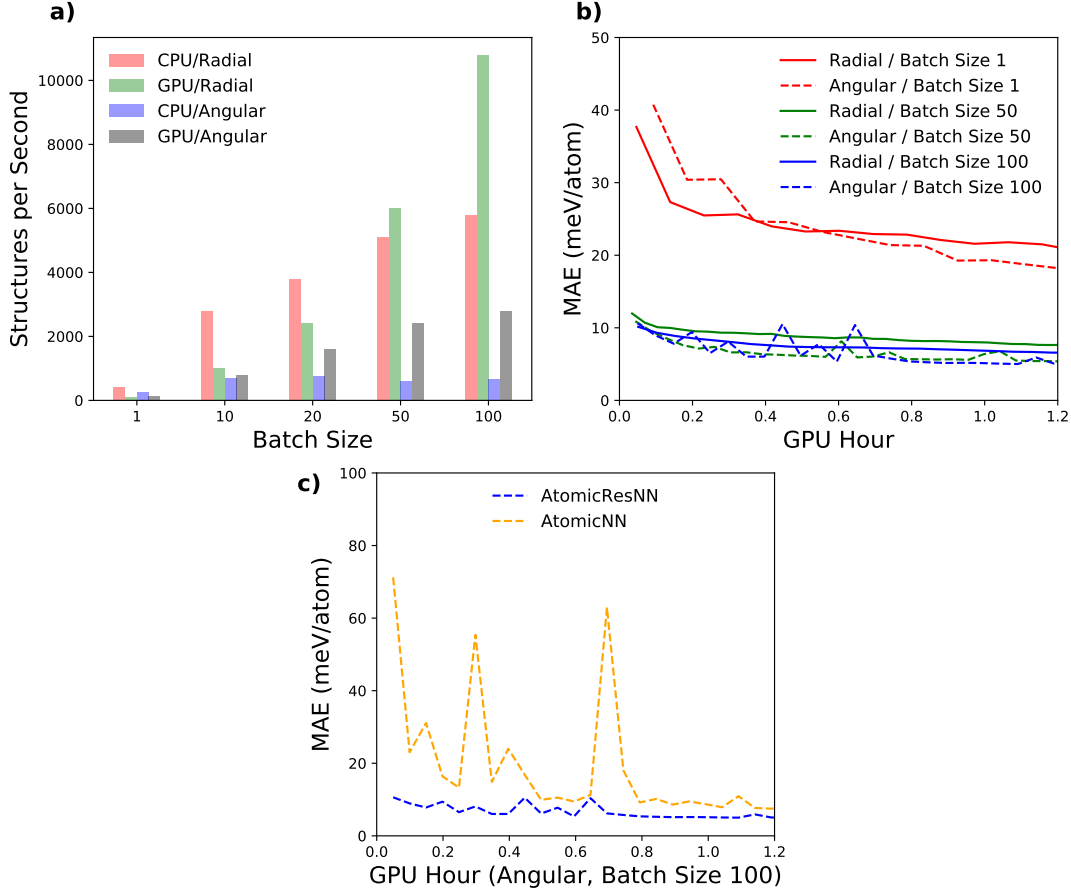 a)
CPU/Radial
GPU/Radial
CPU/Angular
GPU/Angular
Structures per Second
10000
8000
6000
4000
2000
0
1
10
20
50
100
Batch Size
b)
Radial / Batch Size 1
Angular / Batch Size 1
Radial / Batch Size 50
Angular / Batch Size 50
Radial / Batch Size 100
Angular / Batch Size 100
MAE (meV/atom)
50
40
30
20
10
0
0.0
0.2
0.4
0.6
0.8
1.0
1.2
GPU Hour
c)
AtomicResNN
AtomicNN
MAE (meV/atom)
100
80
60
40
20
0
0.0
0.2
0.4
0.6
0.8
1.0
1.2
GPU Hour (Angular, Batch Size 100)